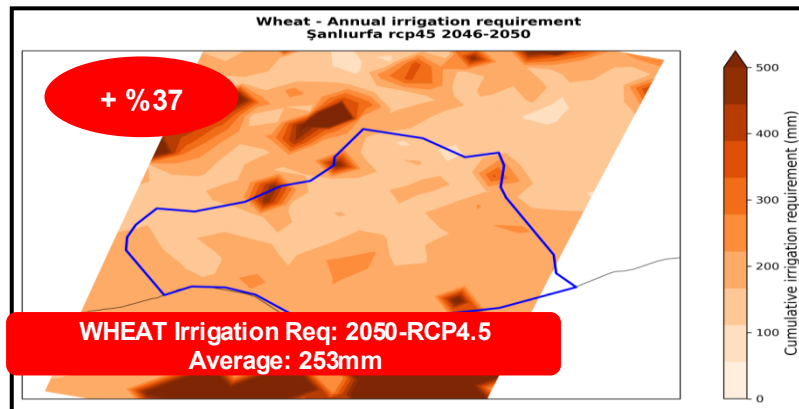 Wheat - Annual irrigation requirement
Şanlıurfa rcp45 2046-2050
+ %37
500
400
300
200
100
0
Cumulative irrigation requirement (mm)
WHEAT Irrigation Req: 2050-RCP4.5
Average: 253mm